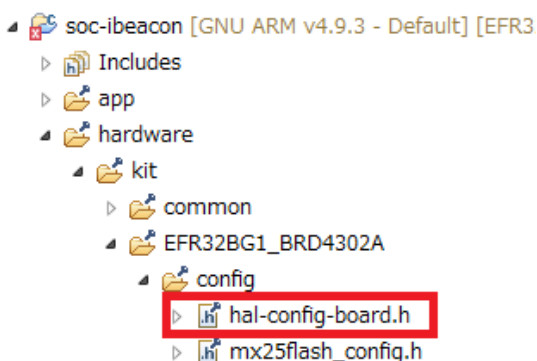 soc-ibeacon [GNU ARM v4.9.3 - Default] [EFR3
Includes
app
hardware
kit
common
EFR32BG1_BRD4302A
config
hal-config-board.h
mx25flash_config.h